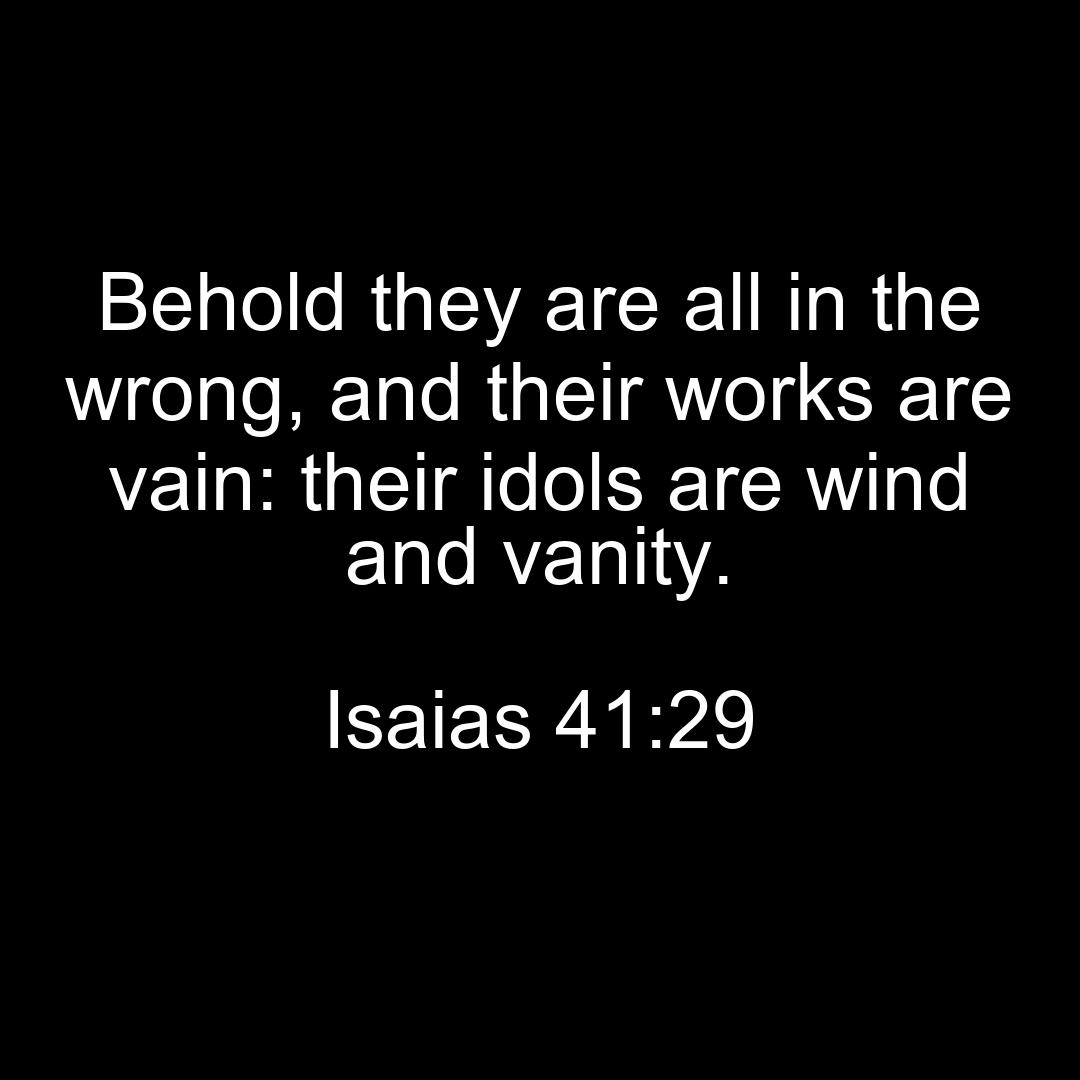 Behold they are all in the
wrong, and their works are
vain: their idols are wind
and vanity.
Isaias 41:29